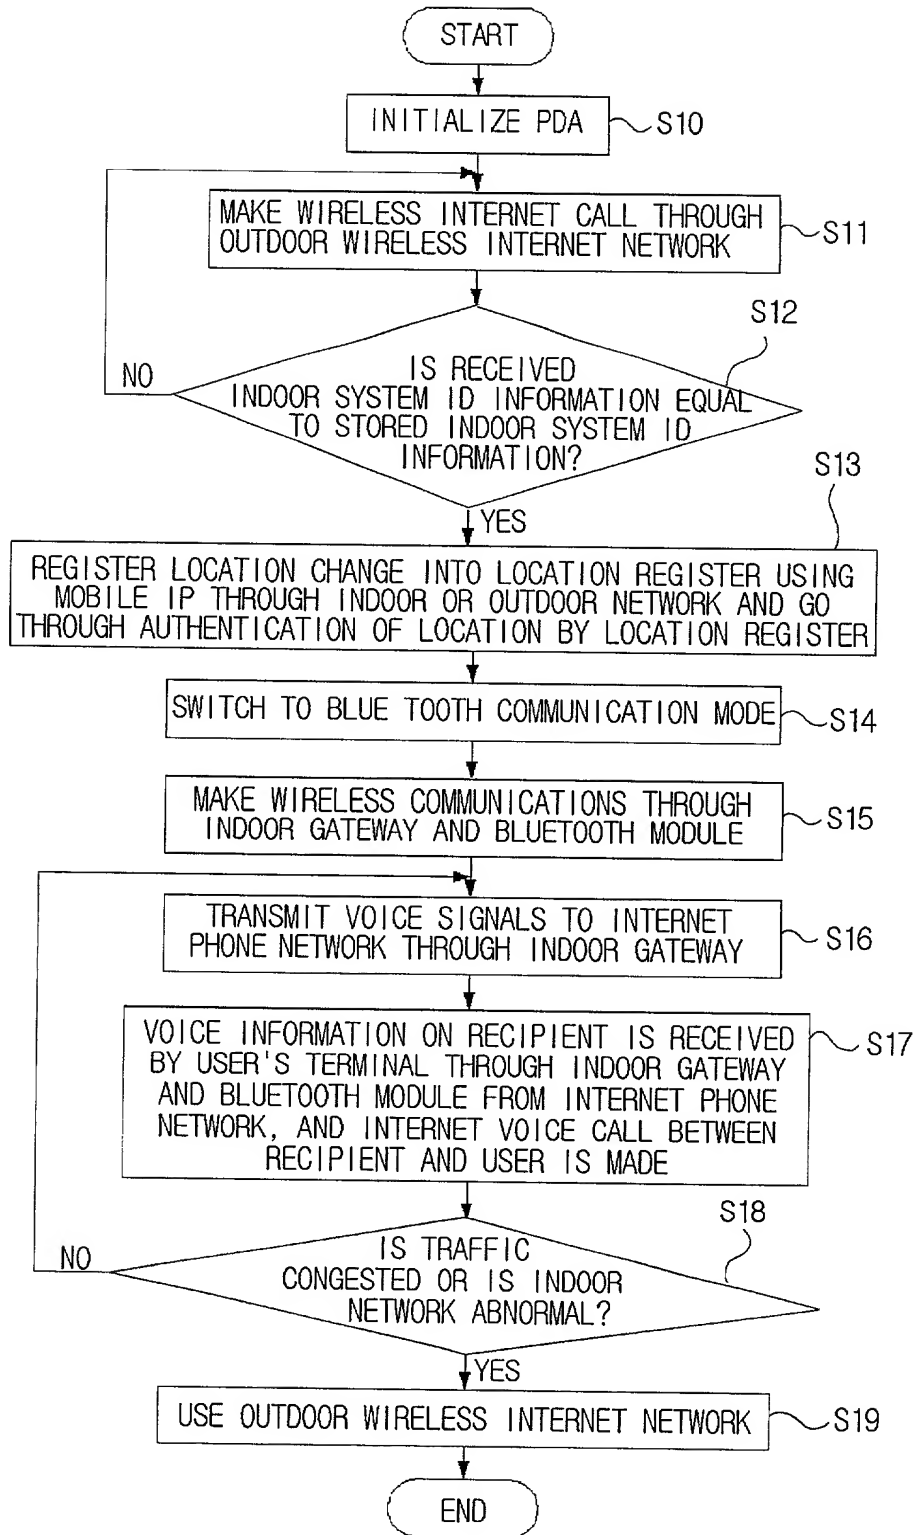 START
INITIALIZE PDA
S10
MAKE WIRELESS INTERNET CALL THROUGH
OUTDOOR WIRELESS INTERNET NETWORK
S11
S12
NO
IS RECEIVED
INDOOR SYSTEM ID INFORMATION EQUAL
TO STORED INDOOR SYSTEM ID
INFORMATION?
YES
S13
REGISTER LOCATION CHANGE INTO LOCATION REGISTER USING
MOBILE IP THROUGH INDOOR OR OUTDOOR NETWORK AND GO
THROUGH AUTHENTICATION OF LOCATION BY LOCATION REGISTER
SWITCH TO BLUE TOOTH COMMUNICATION MODE
S14
MAKE WIRELESS COMMUNICATIONS THROUGH
INDOOR GATEWAY AND BLUETOOTH MODULE
S15
TRANSMIT VOICE SIGNALS TO INTERNET
PHONE NETWORK THROUGH INDOOR GATEWAY
S16
VOICE INFORMATION ON RECIPIENT IS RECEIVED
BY USER'S TERMINAL THROUGH INDOOR GATEWAY
AND BLUETOOTH MODULE FROM INTERNET PHONE
NETWORK, AND INTERNET VOICE CALL BETWEEN
RECIPIENT AND USER IS MADE
S17
S18
NO
IS TRAFFIC
CONGESTED OR IS INDOOR
NETWORK ABNORMAL?
YES
USE OUTDOOR WIRELESS INTERNET NETWORK
S19
END